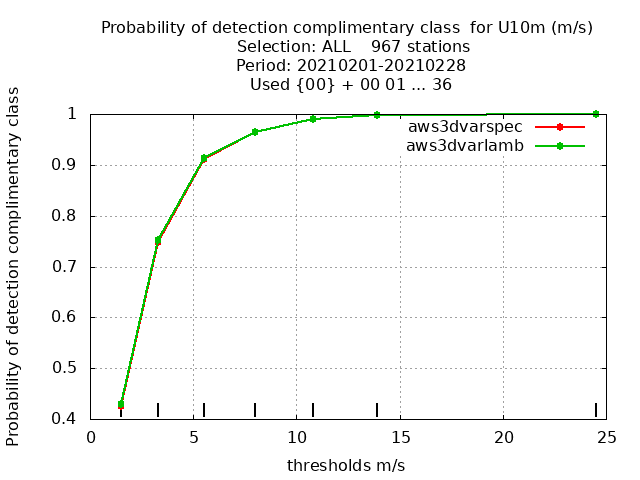 Probability of detection complimentary class  for U10m (m/s)
Selection: ALL    967 stations
Period: 20210201-20210228
Used {00} + 00 01 ... 36
Probability of detection complimentary class
1
0.9
0.8
0.7
0.6
0.5
0.4
aws3dvarspec
aws3dvarlamb
0 5 10 15 20 25
thresholds m/s